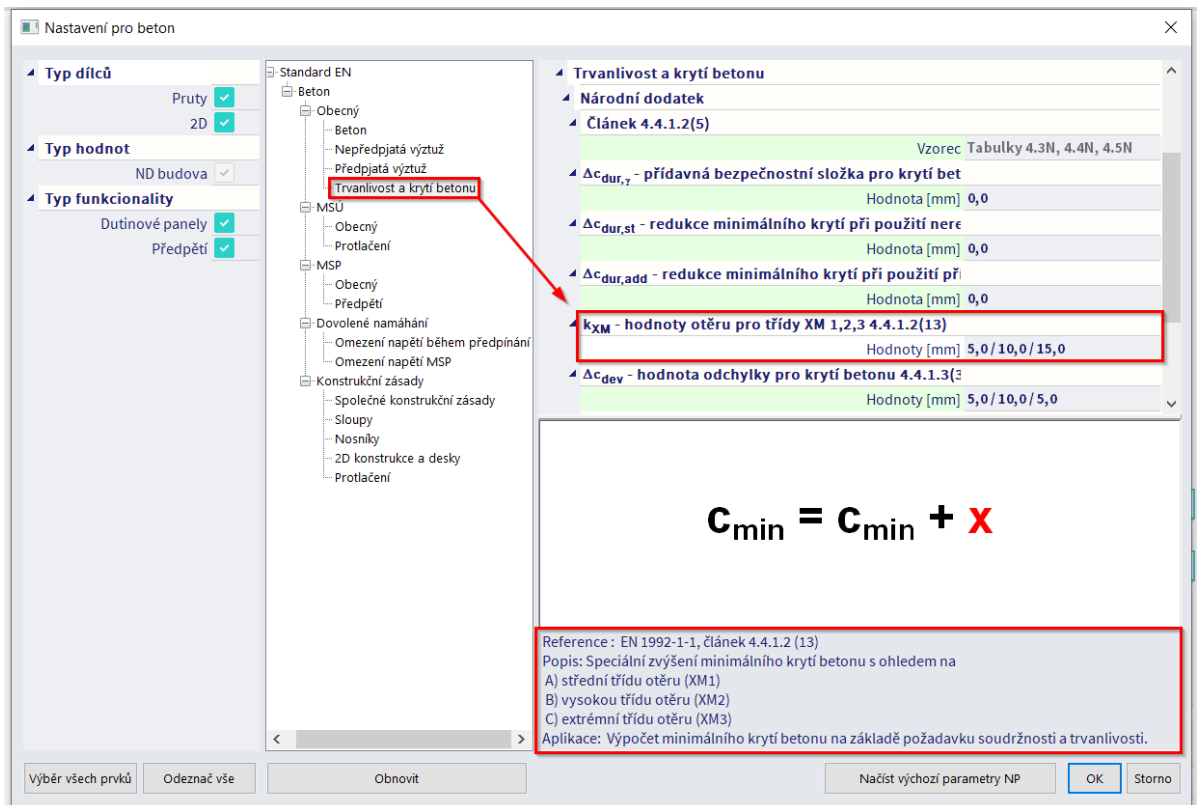 Nastavení pro beton
Typ dílců
Pruty
2D
Typ hodnot
ND budova
Typ funkcionality
Dutinové panely
Předpětí
Standard EN
Beton
Obecný
Beton
Nepředpjatá výztuž
Předpjatá výztuž
Trvanlivost a krytí betonu
MSÚ
Obecný
Protlačení
MSP
Obecný
Předpětí
Dovolené namáhání
Omezení napětí během předpínání
Omezení napětí MSP
Konstrukční zásady
Společné konstrukční zásady
Sloupy
Nosníky
2D konstrukce a desky
Protlačení
Trvanlivost a krytí betonu
Národní dodatek
Článek 4.4.1.2(5)
Vzorec Tabulky 4.3N, 4.4N, 4.5N
Δcdur,γ - přídavná bezpečnostní složka pro krytí bet
Hodnota [mm] 0,0
Δcdur,st - redukce minimálního krytí při použití nere
Hodnota [mm] 0,0
Δcdur,add - redukce minimálního krytí při použití pří
Hodnota [mm] 0,0
kXM - hodnoty otěru pro třídy XM 1,2,3 4.4.1.2(13)
Hodnoty [mm] 5,0/10,0/15,0
Δcdev - hodnota odchylky pro krytí betonu 4.4.1.3(3
Hodnoty [mm] 5,0/10,0/5,0
cmin = cmin + x
Reference : EN 1992-1-1, článek 4.4.1.2 (13)
Popis: Speciální zvýšení minimálního krytí betonu s ohledem na
A) střední třídu otěru (XM1)
B) vysokou třídu otěru (XM2)
C) extrémní třídu otěru (XM3)
Aplikace: Výpočet minimálního krytí betonu na základě požadavku soudržnosti a trvanlivosti.
Výběr všech prvků
Odeznač vše
Obnovit
Načíst výchozí parametry NP
OK
Storno